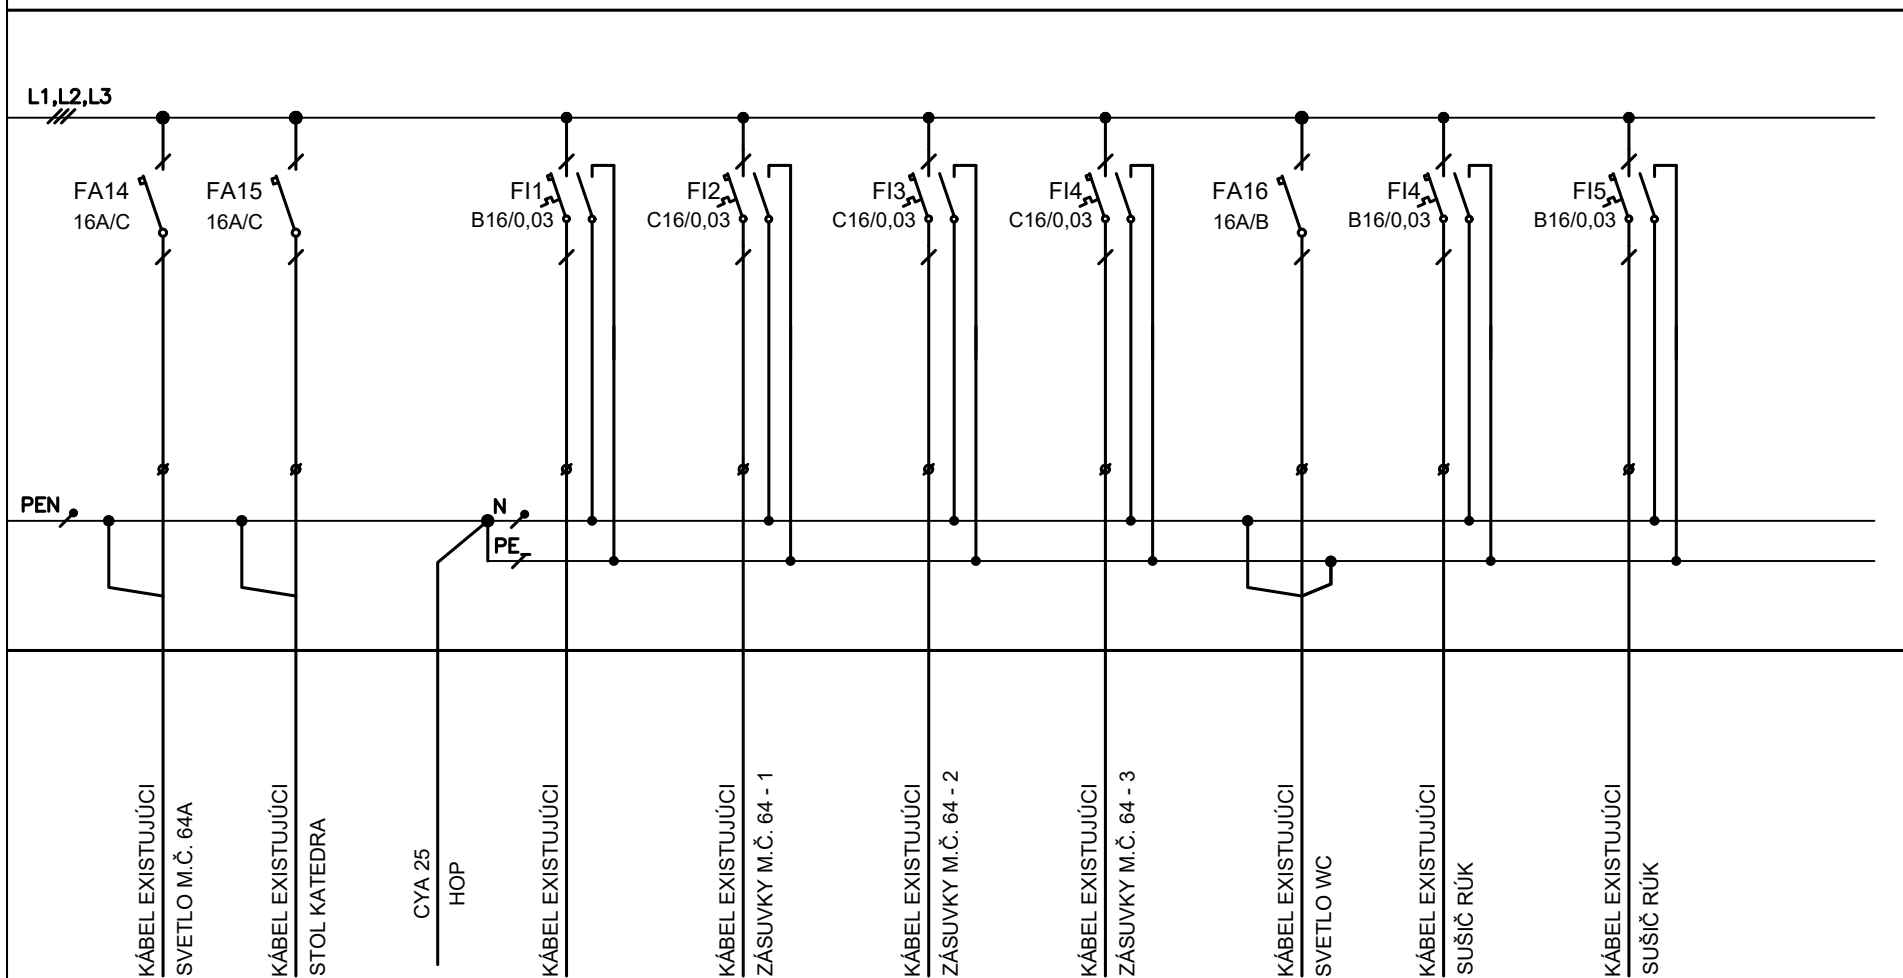 L1,L2,L3
FA14
16A/C
FA15
16A/C
FI1
B16/0,03
FI2
C16/0,03
FI3
C16/0,03
FI4
C16/0,03
FA16
16A/B
FI4
B16/0,03
FI5
B16/0,03
PEN
N
PE
KÁBEL EXISTUJÚCI
SVETLO M.Č. 64A
KÁBEL EXISTUJÚCI
STOL KATEDRA
CYA 25
HOP
KÁBEL EXISTUJÚCI
KÁBEL EXISTUJÚCI
ZÁSUVKY M.Č. 64 - 1
KÁBEL EXISTUJÚCI
ZÁSUVKY M.Č. 64 - 2
KÁBEL EXISTUJÚCI
ZÁSUVKY M.Č. 64 - 3
KÁBEL EXISTUJÚCI
SVETLO WC
KÁBEL EXISTUJÚCI
SUŠIČ RÚK
KÁBEL EXISTUJÚCI
SUŠIČ RÚK